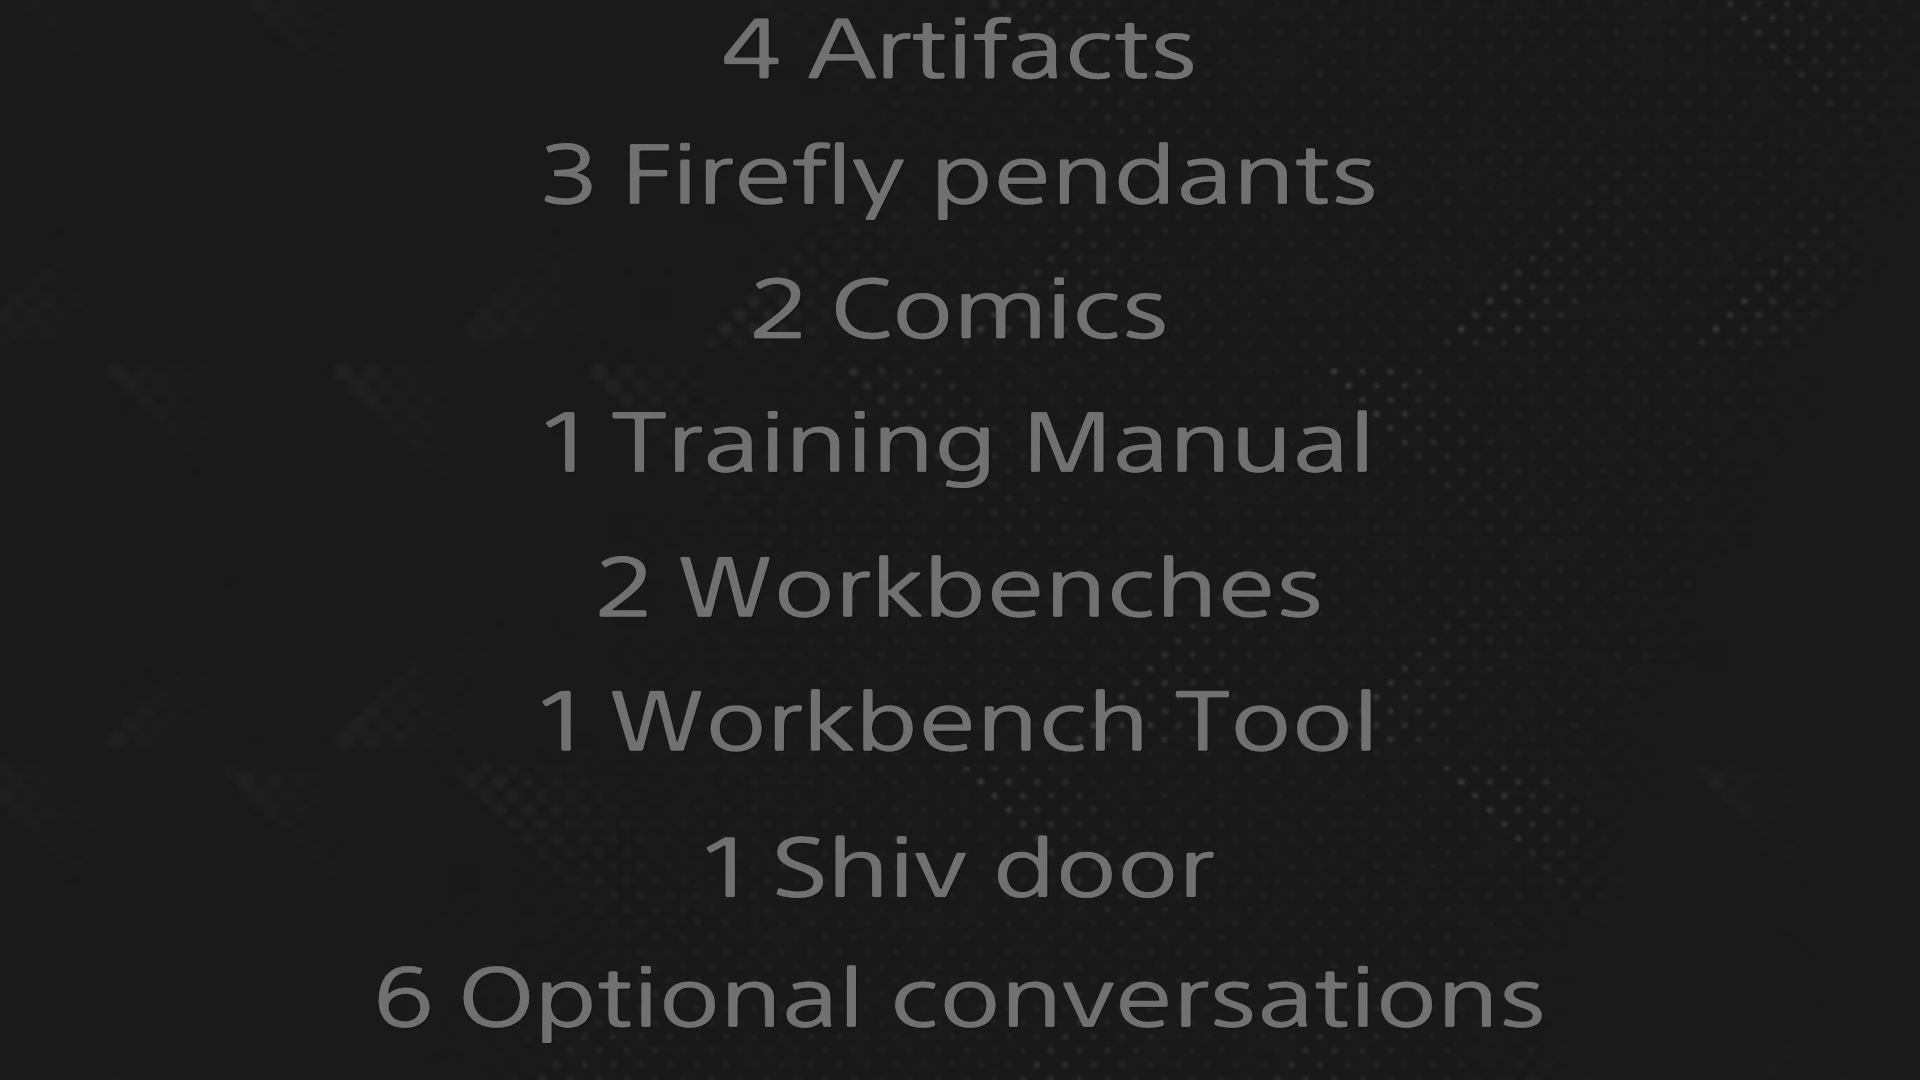 4 Artifacts
3 Firefly pendants
2 Comics
1 Training Manual
2 Workbenches
1 Workbench Tool
1 Shiv door
6 Optional conversations